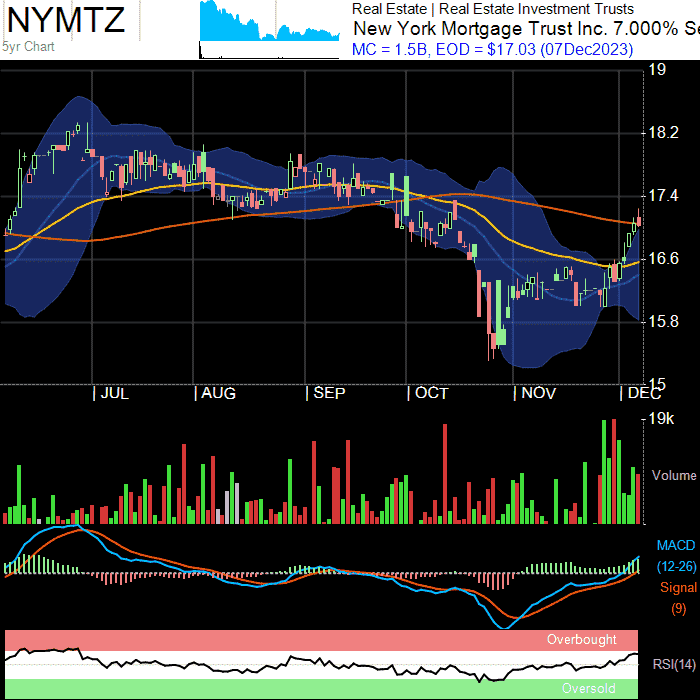 NYMTZ
5yr Chart
Real Estate | Real Estate Investment Trusts
New York Mortgage Trust Inc. 7.000% Se
MC = 1.5B, EOD = $17.03 (07Dec2023)
19
18.2
17.4
16.6
15.8
15
JUL AUG SEP OCT NOV DEC
19k
Volume
MACD
(12-26)
Signal
(9)
Overbought
RSI(14)
Oversold